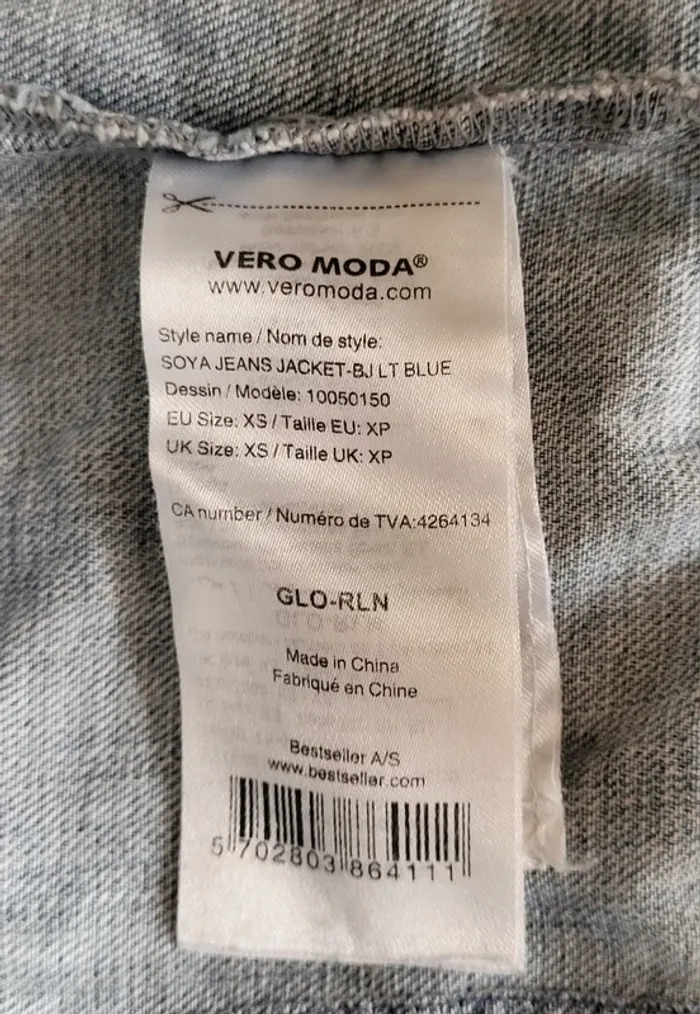 VERO MODA®
www.veromoda.com
Style name / Nom de style:
SOYA JEANS JACKET-BJ LT BLUE
Dessin / Modèle: 10050150
EU Size: XS / Taille EU: XP
UK Size: XS / Taille UK: XP
CA number / Numéro de TVA:4264134
GLO-RLN
Made in China
Fabriqué en Chine
Bestseller A/S
www.bestseller.com
5 702803 864111